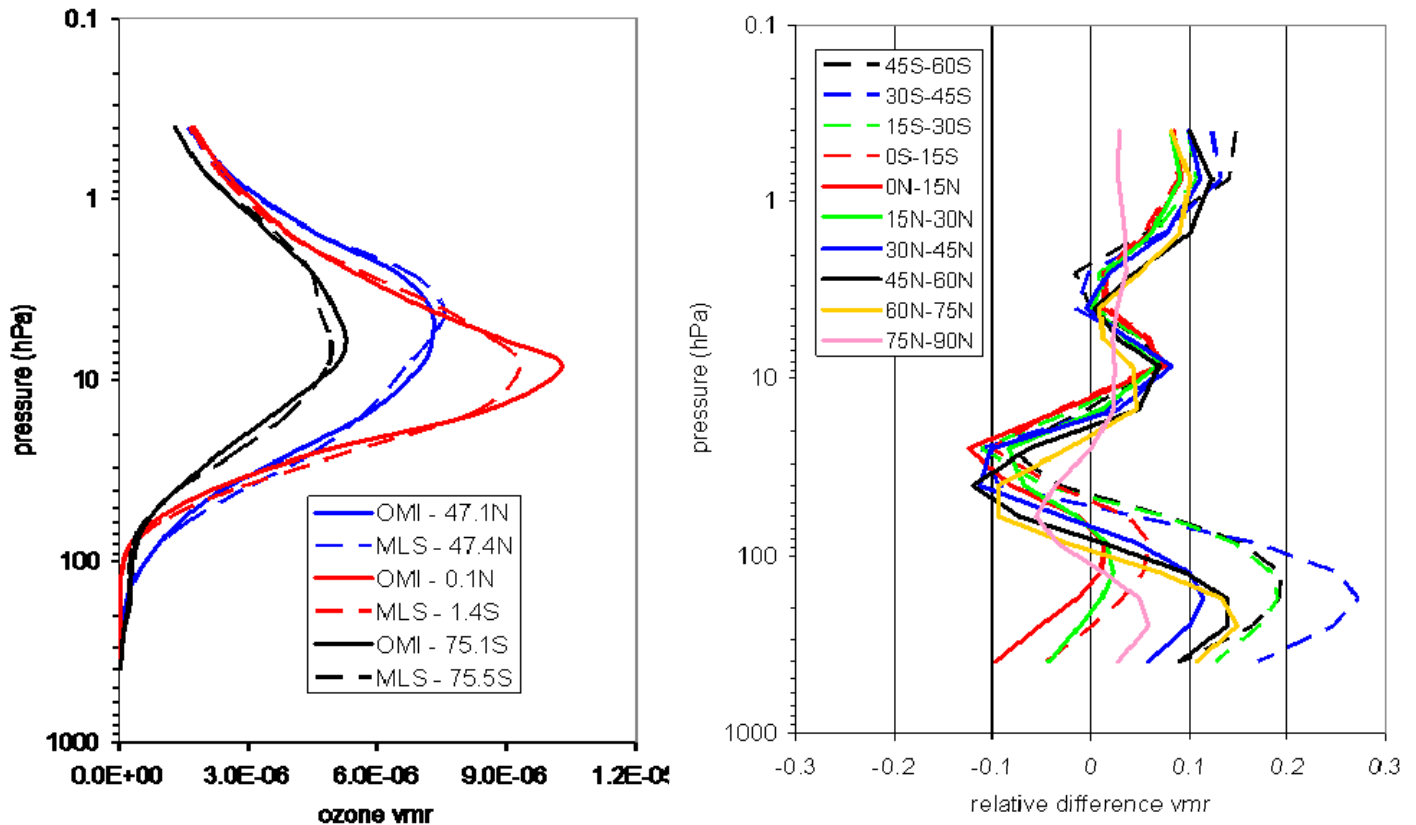 0.1
1
10
100
1000
pressure (hPa)
0.0E+00
3.0E-06
6.0E-06
9.0E-06
1.2E-05
ozone vmr
OMI - 47.1N
MLS - 47.4N
OMI - 0.1N
MLS - 1.4S
OMI - 75.1S
MLS - 75.5S
0.1
1
10
100
1000
pressure (hPa)
-0.3
-0.2
-0.1
0
0.1
0.2
0.3
relative difference vmr
45S-60S
30S-45S
15S-30S
0S-15S
0N-15N
15N-30N
30N-45N
45N-60N
60N-75N
75N-90N